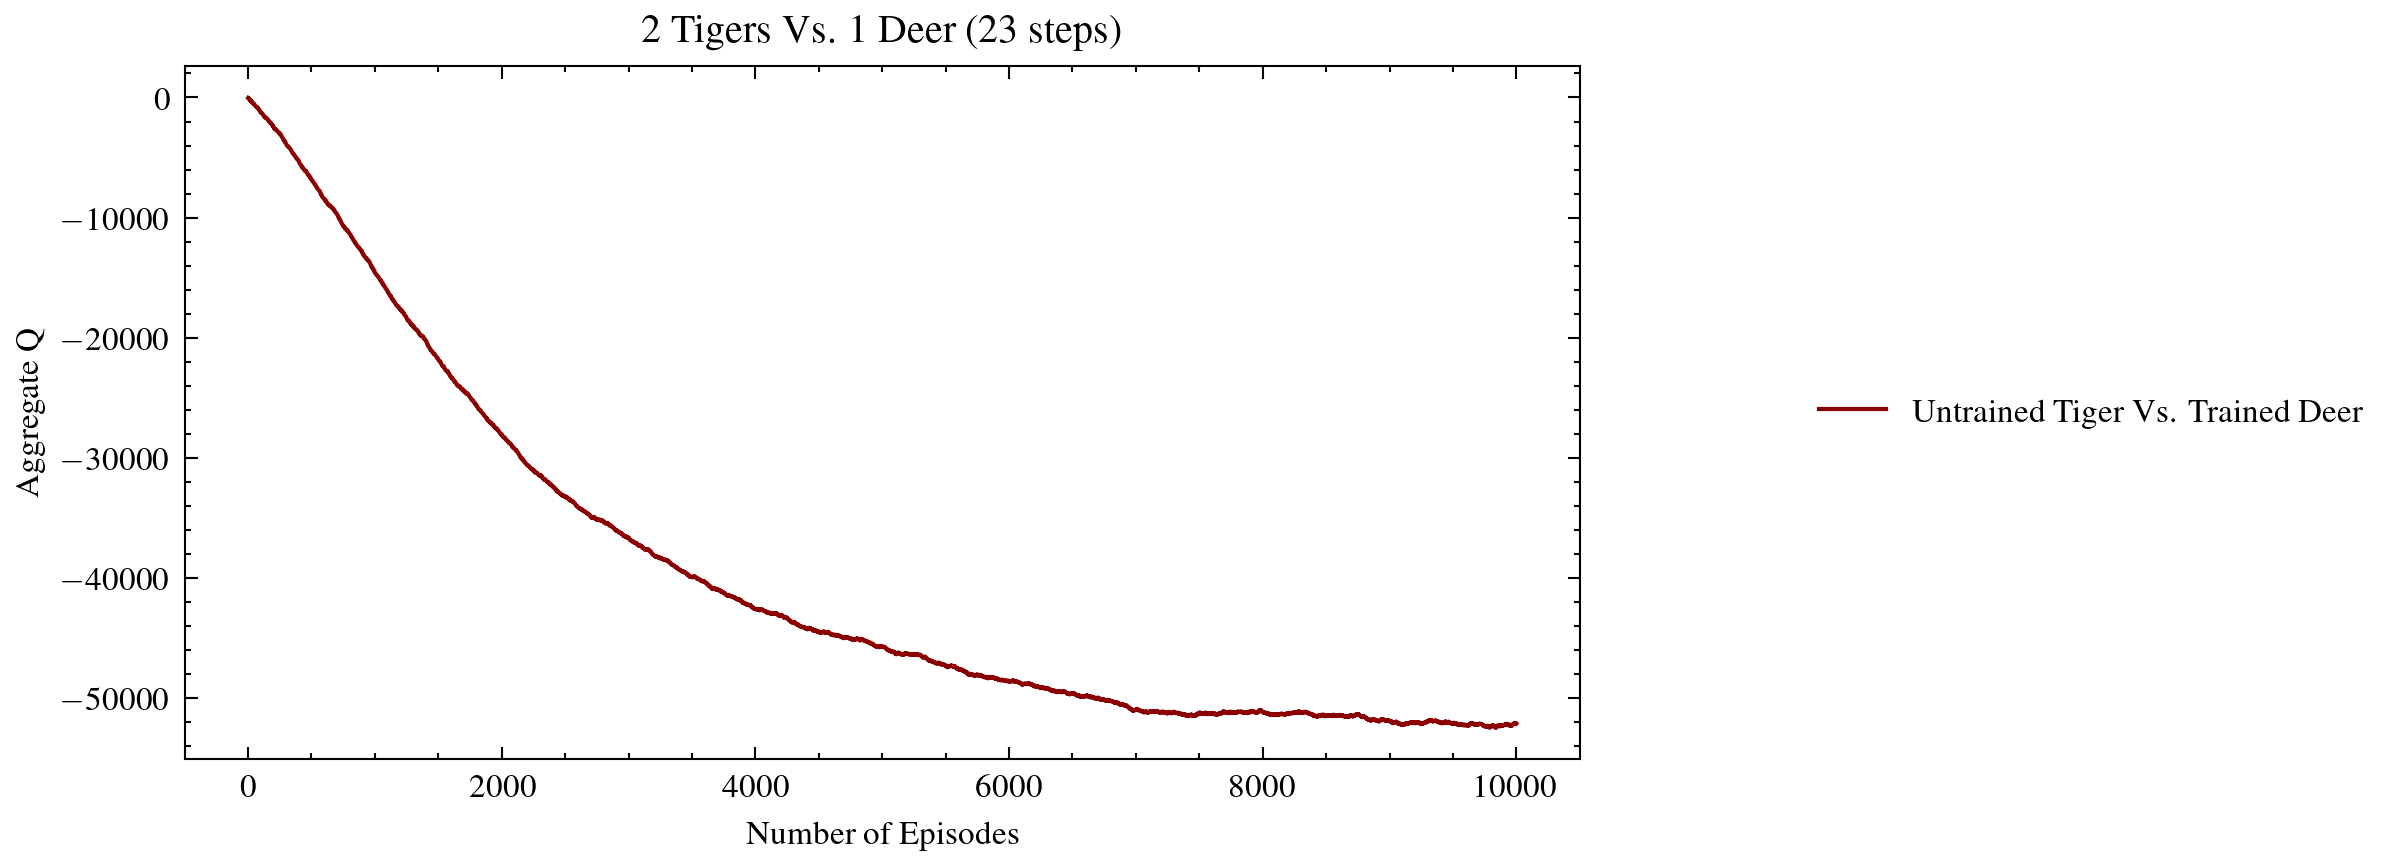 2 Tigers Vs. 1 Deer (23 steps)
Aggregate Q
0
−10000
−20000
−30000
−40000
−50000
0 2000 4000 6000 8000 10000
Number of Episodes
Untrained Tiger Vs. Trained Deer